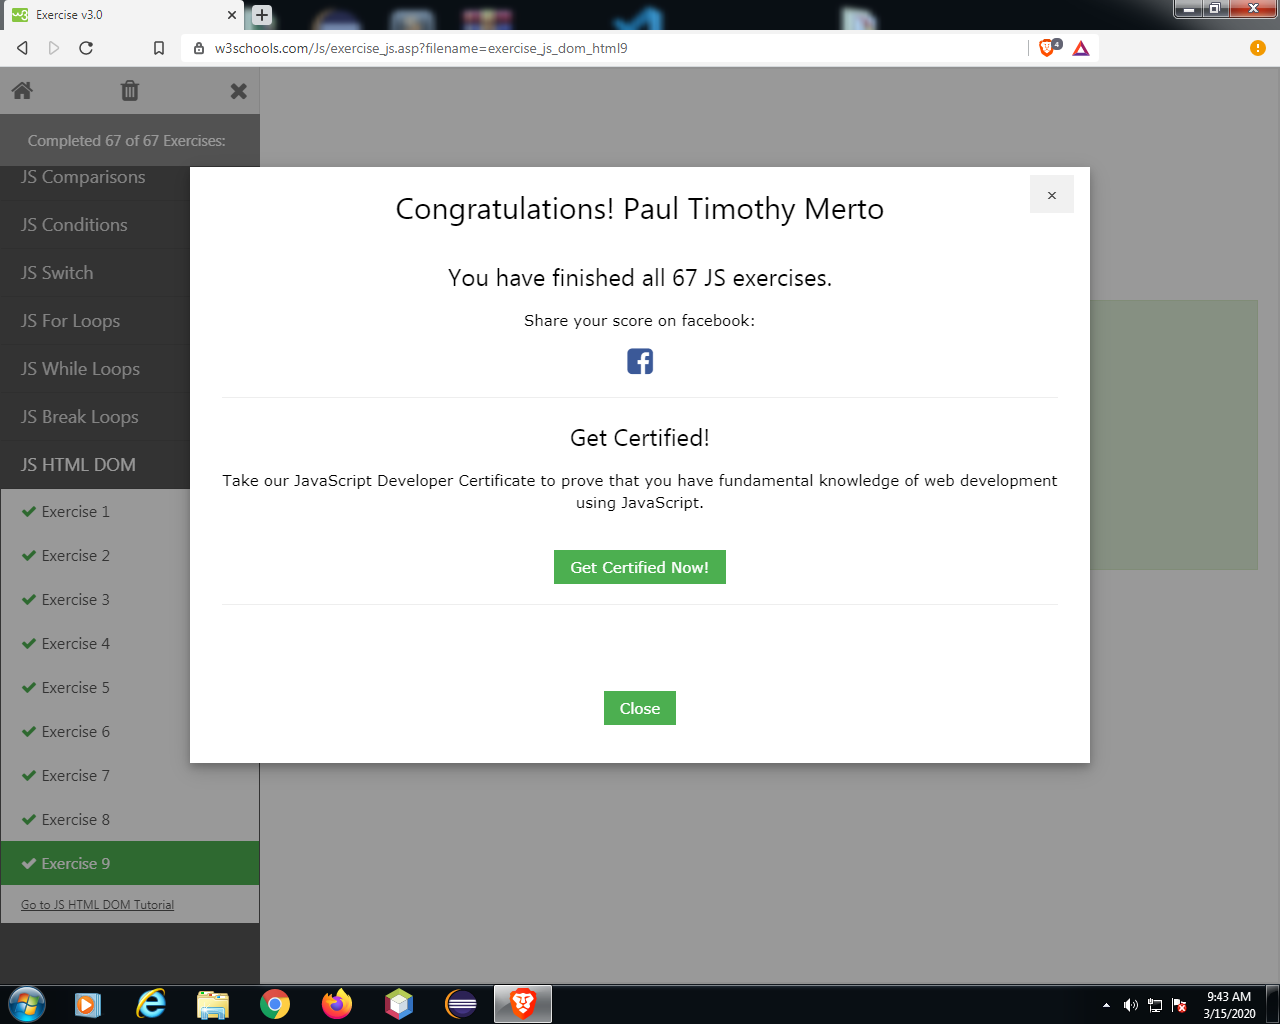 Exercise v3.0
w3schools.com/Js/exercise_js.asp?filename=exercise_js_dom_html9
4
Completed 67 of 67 Exercises:
JS Comparisons
JS Conditions
JS Switch
JS For Loops
JS While Loops
JS Break Loops
JS HTML DOM
Exercise 1
Exercise 2
Exercise 3
Exercise 4
Exercise 5
Exercise 6
Exercise 7
Exercise 8
Exercise 9
Go to JS HTML DOM Tutorial
×
Congratulations! Paul Timothy Merto
You have finished all 67 JS exercises.
Share your score on facebook:
Get Certified!
Take our JavaScript Developer Certificate to prove that you have fundamental knowledge of web development
using JavaScript.
Get Certified Now!
Close
9:43 AM
3/15/2020